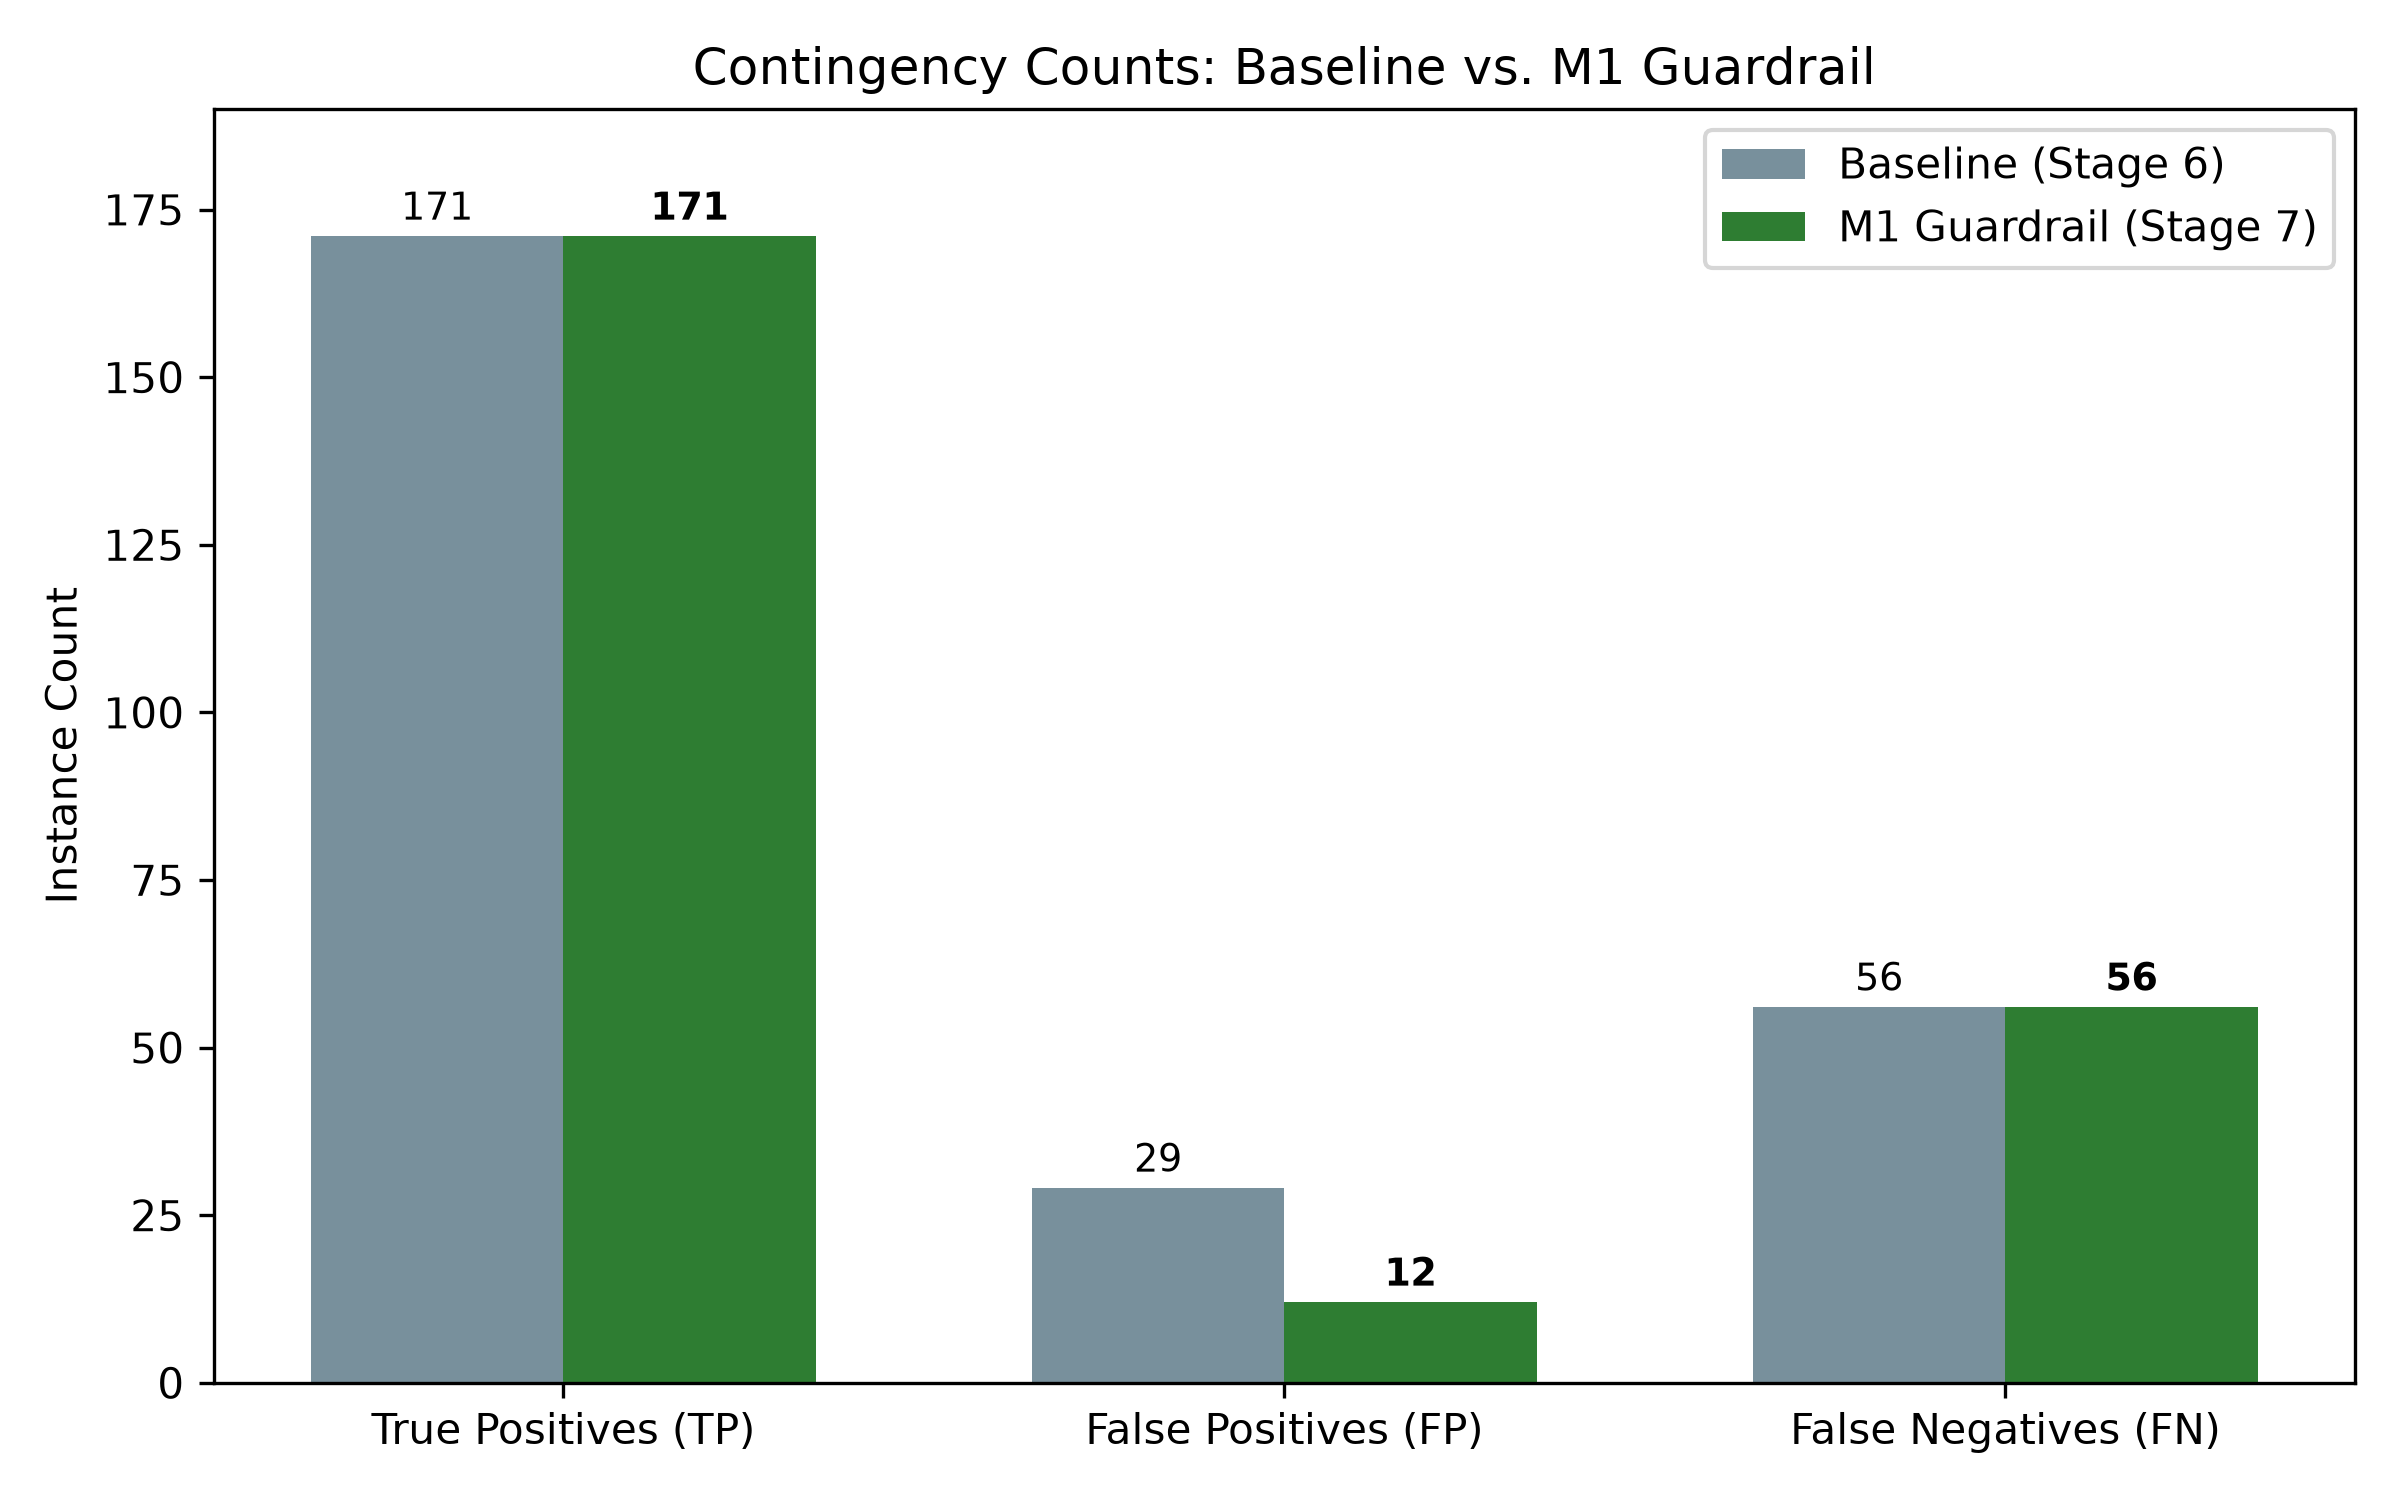 Contingency Counts: Baseline vs. M1 Guardrail
Baseline (Stage 6)
M1 Guardrail (Stage 7)
Instance Count
175
150
125
100
75
50
25
0
171
171
29
12
56
56
True Positives (TP)
False Positives (FP)
False Negatives (FN)